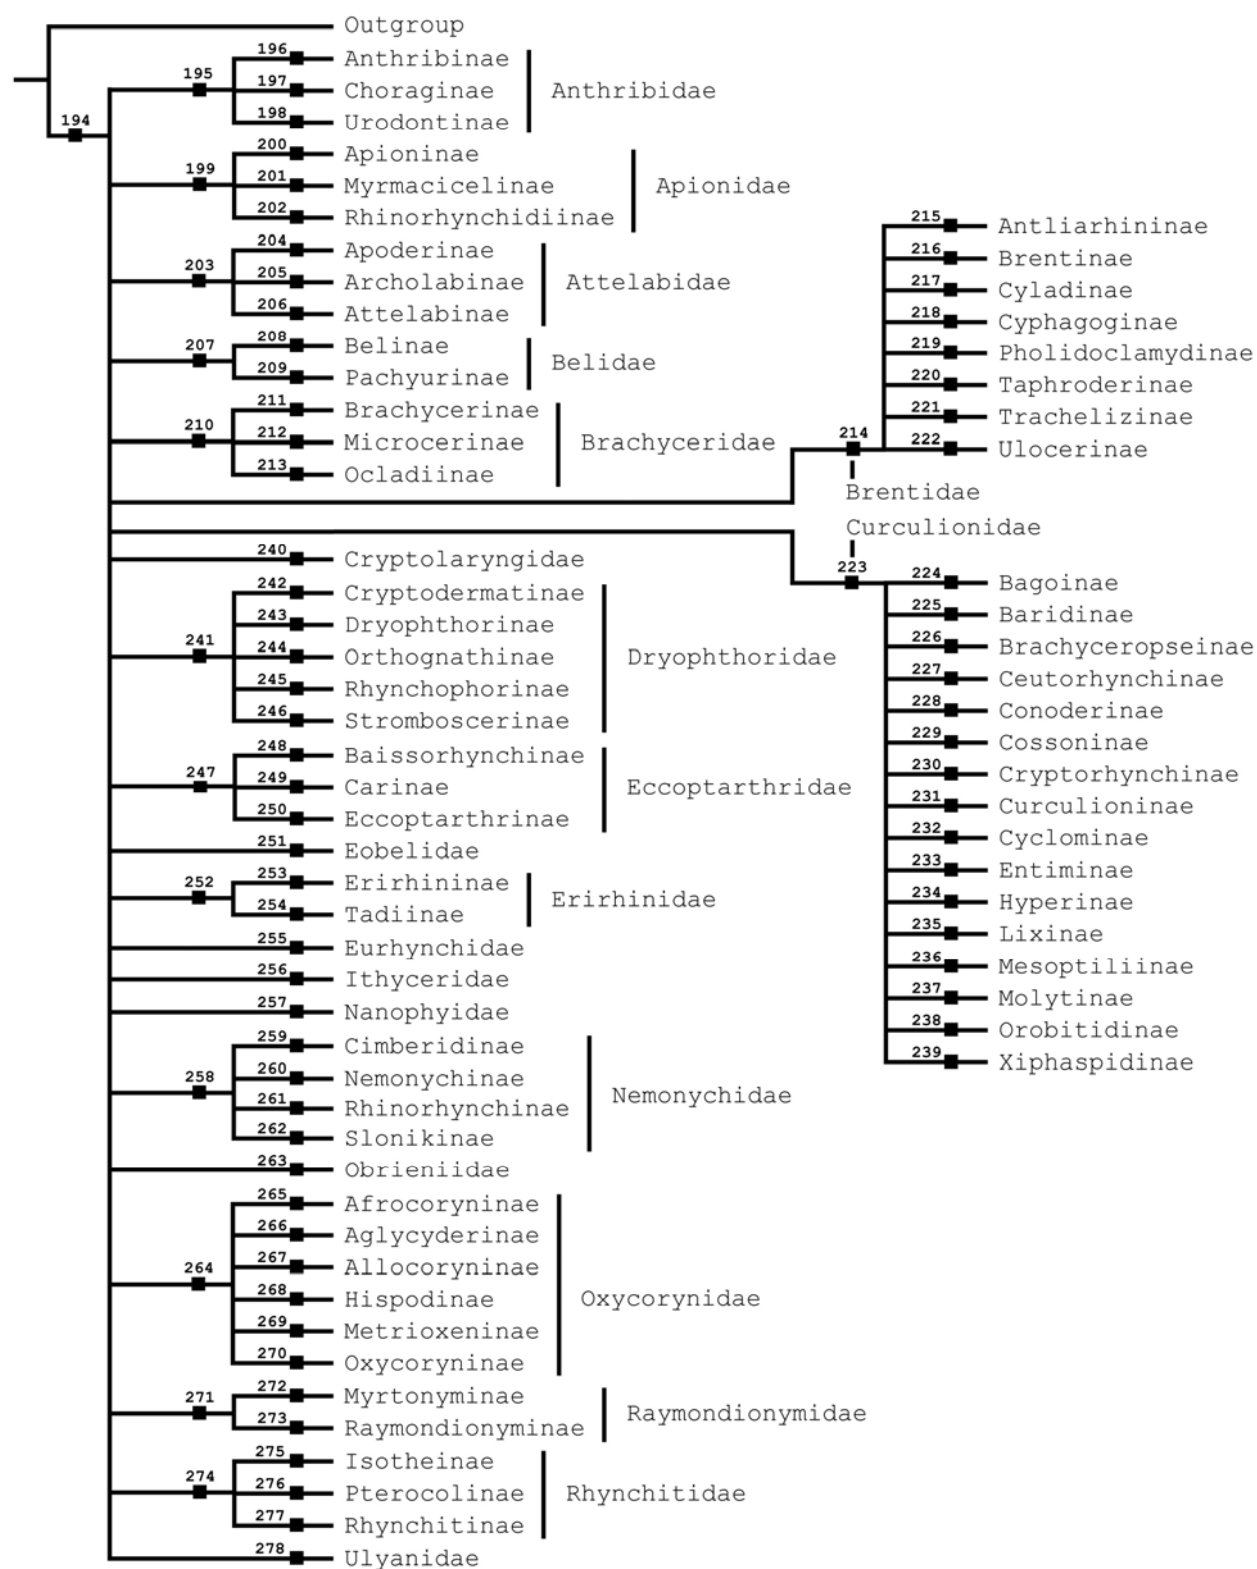 Outgroup
194
195
196 Anthribinae
197 Choraginae
198 Urodontinae
Anthribidae
199
200 Apioninae
201 Myrmacicelinae
202 Rhinorhynchidiinae
Apionidae
203
204 Apoderinae
205 Archolabinae
206 Attelabinae
Attelabidae
207
208 Belinae
209 Pachyurinae
Belidae
210
211 Brachycerinae
212 Microcerinae
213 Ocladiinae
Brachyceridae
214
Brentidae
215 Antliarhininae
216 Brentinae
217 Cyladinae
218 Cyphagoginae
219 Pholidoclamydinae
220 Taphroderinae
221 Trachelizinae
222 Ulocerinae
Curculionidae
223
224 Bagoinae
225 Baridinae
226 Brachyceropseinae
227 Ceutorhynchinae
228 Conoderinae
229 Cossoninae
230 Cryptorhynchinae
231 Curculioninae
232 Cyclominae
233 Entiminae
234 Hyperinae
235 Lixinae
236 Mesoptiliinae
237 Molytinae
238 Orobitidinae
239 Xiphaspidinae
240 Cryptolaryngidae
241
242 Cryptodermatinae
243 Dryophthorinae
244 Orthognathinae
245 Rhynchophorinae
246 Stromboscerinae
Dryophthoridae
247
248 Baissorhynchinae
249 Carinae
250 Eccoptarthrinae
Eccoptarthridae
251 Eobelidae
252
253 Erirhininae
254 Tadiinae
Erirhinidae
255 Eurhynchidae
256 Ithyceridae
257 Nanophyidae
258
259 Cimberidinae
260 Nemonychinae
261 Rhinorhynchinae
262 Slonikinae
Nemonychidae
263 Obrieniidae
264
265 Afrocoryninae
266 Aglycyderinae
267 Allocoryninae
268 Hispodinae
269 Metrioxeninae
270 Oxycoryninae
Oxycorynidae
271
272 Myrtonyminae
273 Raymondionyminae
Raymondionymidae
274
275 Isotheinae
276 Pterocolinae
277 Rhynchitinae
Rhynchitidae
278 Ulyanidae